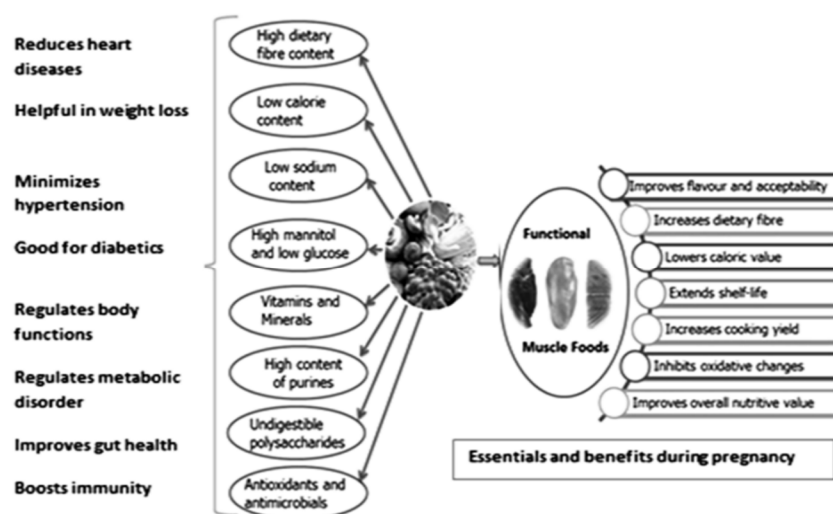 Reduces heart
diseases
Helpful in weight loss
Minimizes
hypertension
Good for diabetics
Regulates body
functions
Regulates metabolic
disorder
Improves gut health
Boosts immunity
High dietary
fibre content
Low calorie
content
Low sodium
content
High mannitol
and low glucose
Vitamins and
Minerals
High content
of purines
Undigestible
polysaccharides
Antioxidants and
antimicrobials
Functional
Muscle Foods
Improves flavour and acceptability
Increases dietary fibre
Lowers caloric value
Extends shelf-life
Increases cooking yield
Inhibits oxidative changes
Improves overall nutritive value
Essentials and benefits during pregnancy